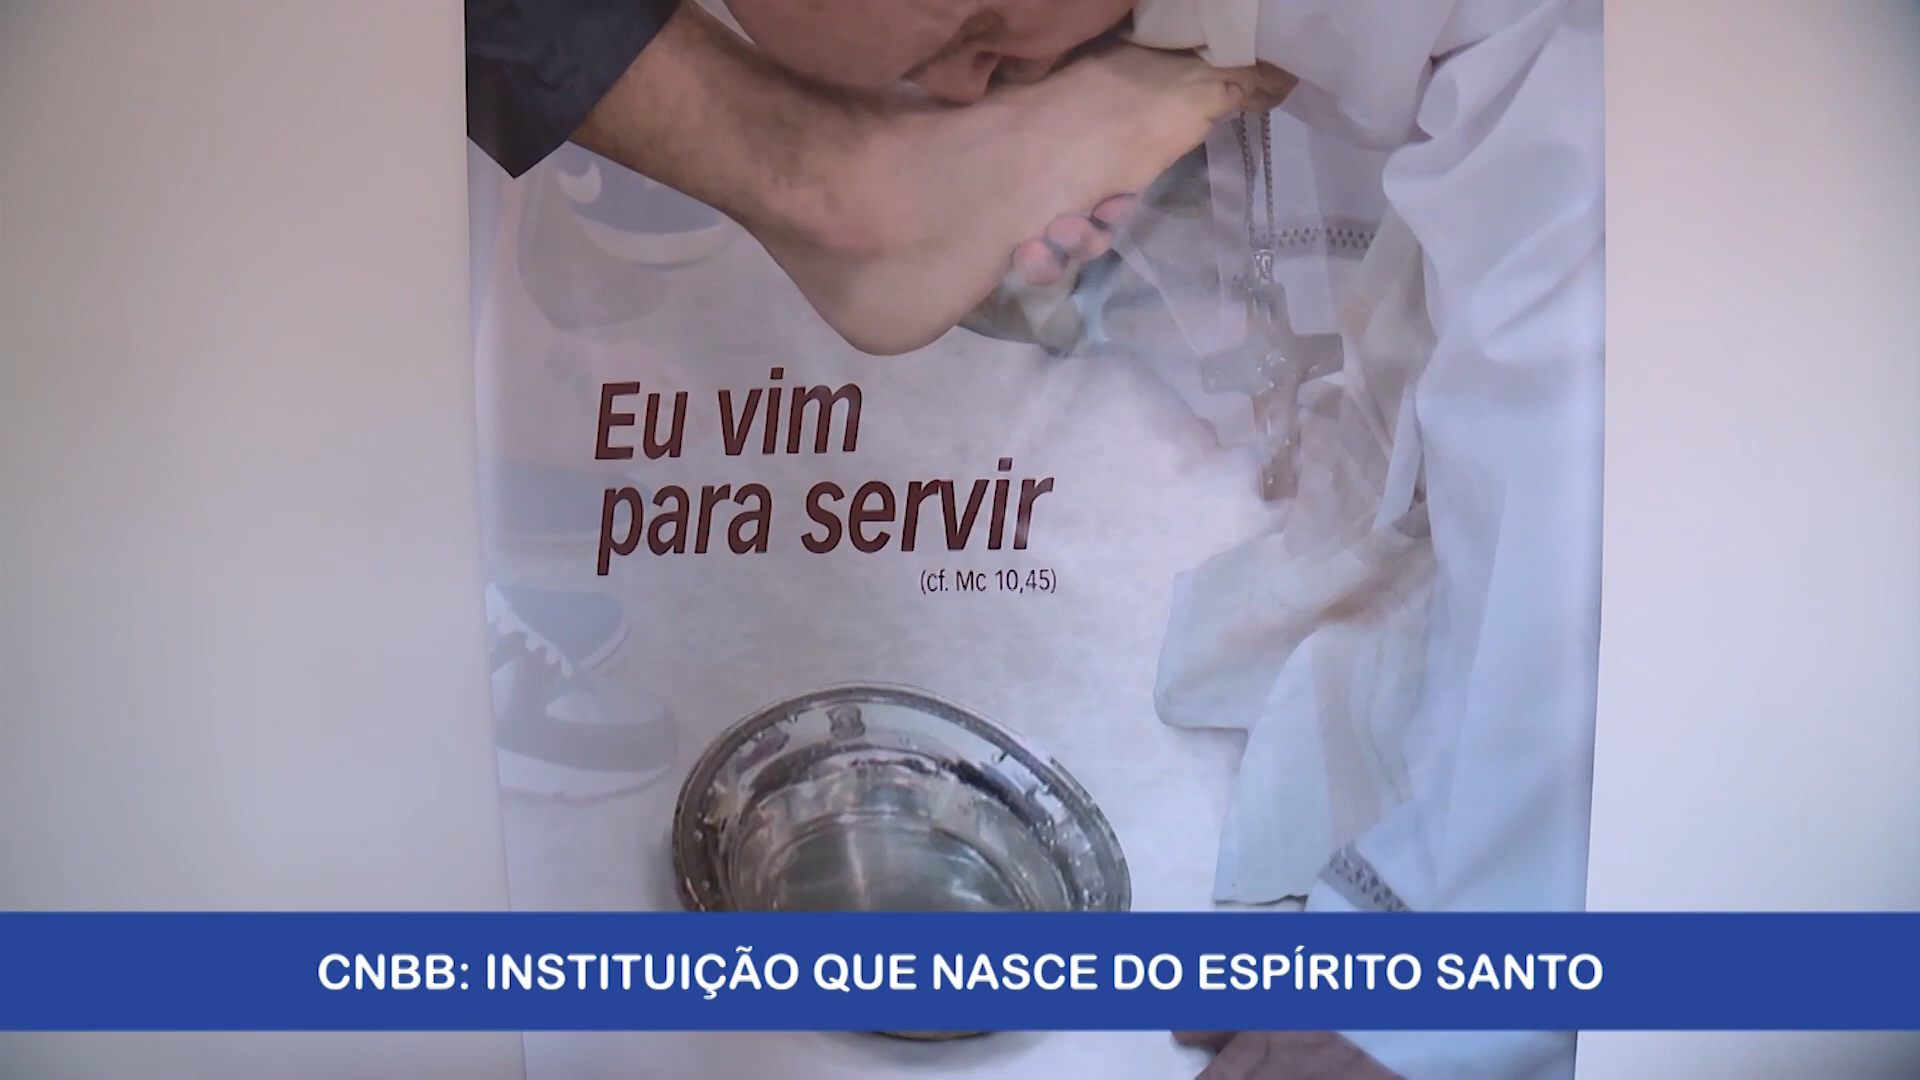 Eu vim
para servir
(cf. Mc 10,45)
CNBB: INSTITUIÇÃO QUE NASCE DO ESPÍRITO SANTO